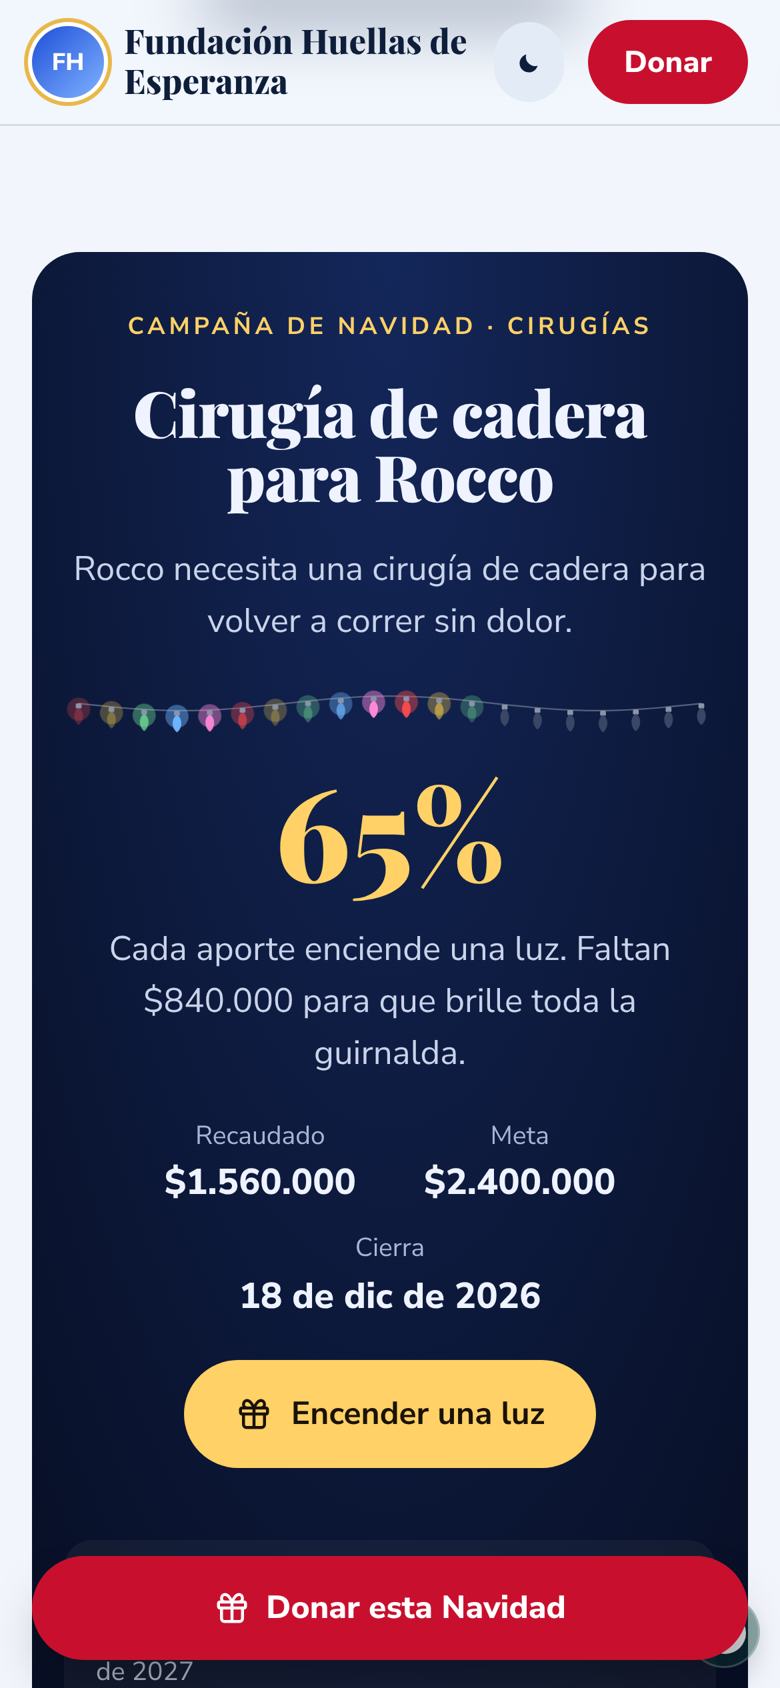 FH
Fundación Huellas de
Esperanza
Donar
CAMPAÑA DE NAVIDAD · CIRUGÍAS
Cirugía de cadera
para Rocco
Rocco necesita una cirugía de cadera para
volver a correr sin dolor.
65%
Cada aporte enciende una luz. Faltan
$840.000 para que brille toda la
guirnalda.
Recaudado
Meta
$1.560.000
$2.400.000
Cierra
18 de dic de 2026
Encender una luz
Donar esta Navidad
de 2027